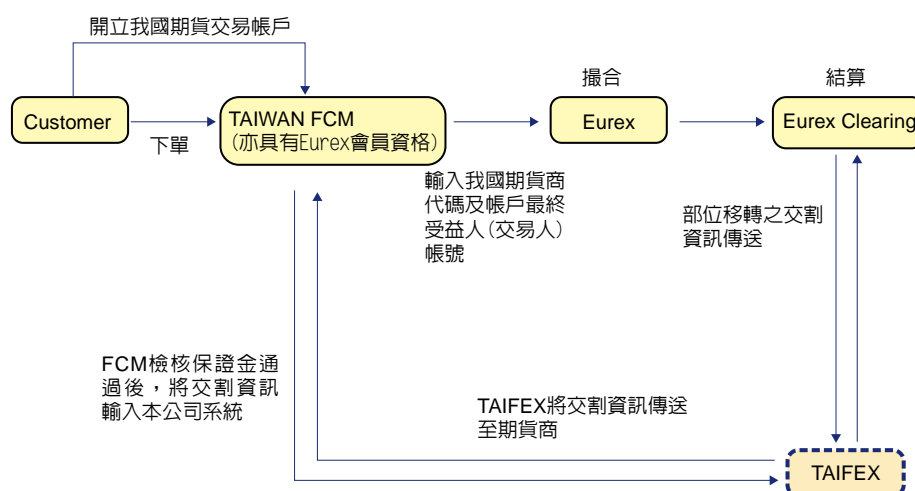 開立我國期貨交易帳戶
撮合
結算
Customer
下單
TAIWAN FCM
(亦具有Eurex會員資格)
Eurex
Eurex Clearing
輸入我國期貨商
代碼及帳戶最終
受益人(交易人)
帳號
部位移轉之交割
資訊傳送
FCM檢核保證金通
過後，將交割資訊
輸入本公司系統
TAIFEX將交割資訊傳送
至期貨商
TAIFEX